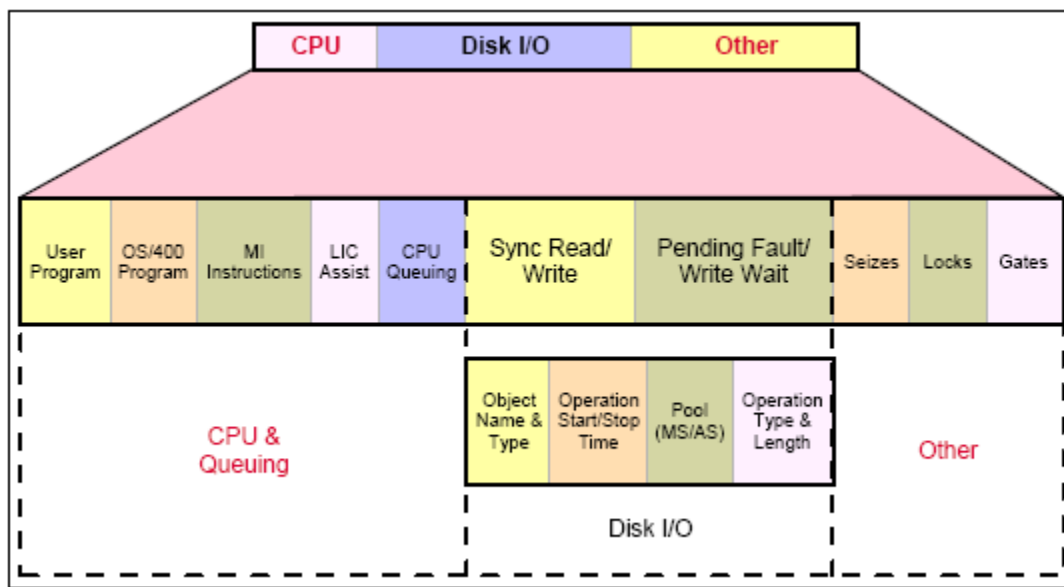 CPU
Disk I/O
Other
User
Program
OS/400
Program
MI
Instructions
LIC
Assist
CPU
Queuing
Sync Read/
Write
Pending Fault/
Write Wait
Seizes
Locks
Gates
Object
Name &
Type
Operation
Start/Stop
Time
Pool
(MS/AS)
Operation
Type &
Length
CPU &
Queuing
Other
Disk I/O